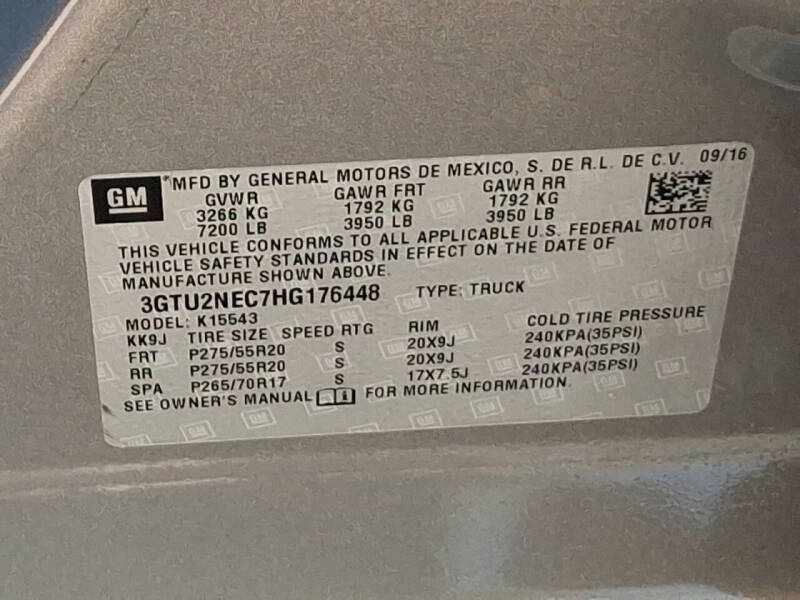 GM *MFD BY GENERAL MOTORS DE MEXICO, S. DE R.L. DE C.V. 09/16
GVWR GAWR FRT GAWR RR
3266 KG 1792 KG 1792 KG
7200 LB 3950 LB 3950 LB
THIS VEHICLE CONFORMS TO ALL APPLICABLE U.S. FEDERAL MOTOR
VEHICLE SAFETY STANDARDS IN EFFECT ON THE DATE OF
MANUFACTURE SHOWN ABOVE.
3GTU2NEC7HG176448 TYPE: TRUCK
MODEL: K15543
KK9J TIRE SIZE SPEED RTG RIM COLD TIRE PRESSURE
FRT P275/55R20 S 20X9J 240KPA(35PSI)
RR P275/55R20 S 20X9J 240KPA(35PSI)
SPA P265/70R17 S 17X7.5J 240KPA(35PSI)
SEE OWNER'S MANUAL FOR MORE INFORMATION.